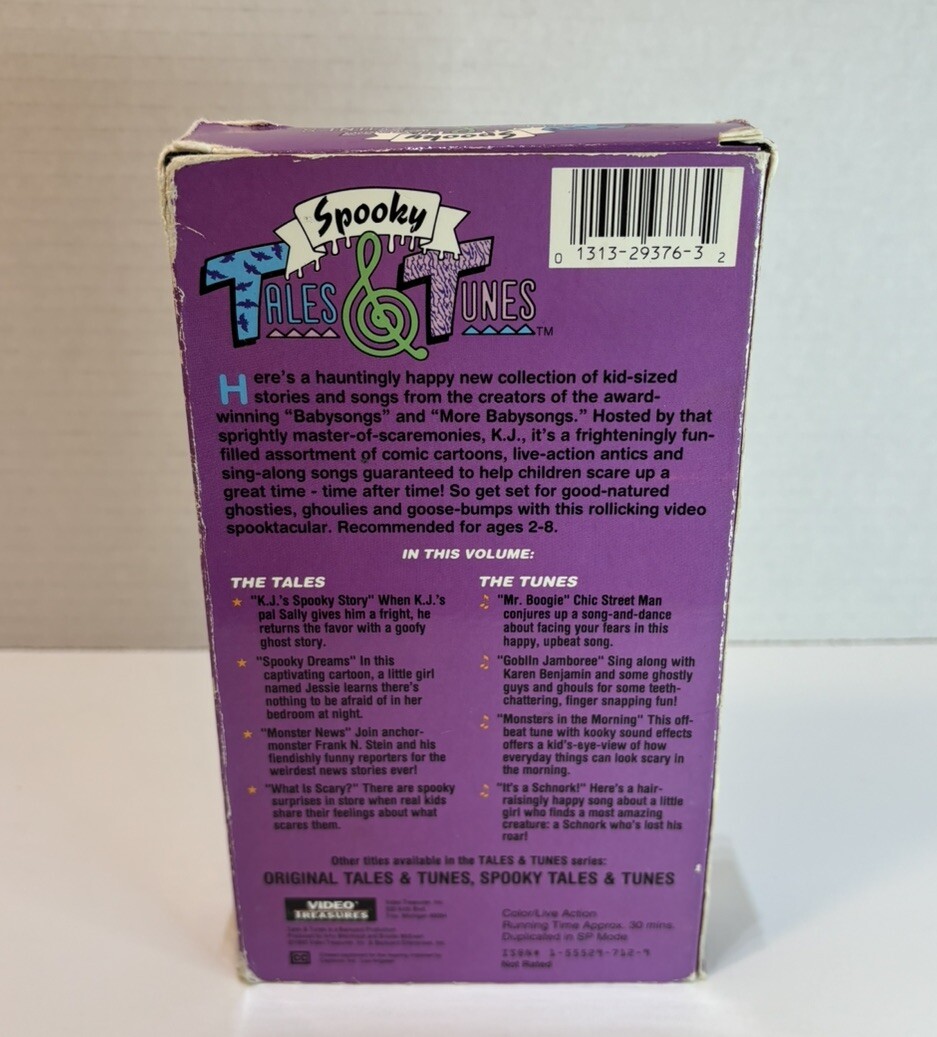 Spooky
Spooky
TALES & TUNES™
0 1313-29376-3 2
Here's a hauntingly happy new collection of kid-sized
stories and songs from the creators of the award-
winning "Babysongs" and "More Babysongs." Hosted by that
sprightly master-of-scaremonies, K.J., it's a frighteningly fun-
filled assortment of comic cartoons, live-action antics and
sing-along songs guaranteed to help children scare up a
great time - time after time! So get set for good-natured
ghosties, ghoulies and goose-bumps with this rollicking video
spooktacular. Recommended for ages 2-8.
IN THIS VOLUME:
THE TALES
"K.J.'s Spooky Story" When K.J.'s
pal Sally gives him a fright, he
returns the favor with a goofy
ghost story.
"Spooky Dreams" In this
captivating cartoon, a little girl
named Jessie learns there's
nothing to be afraid of in her
bedroom at night.
"Monster News" Join anchor-
monster Frank N. Stein and his
fiendishly funny reporters for the
weirdest news stories ever!
"What Is Scary?" There are spooky
surprises in store when real kids
share their feelings about what
scares them.
THE TUNES
"Mr. Boogie" Chic Street Man
conjures up a song-and-dance
about facing your fears in this
happy, upbeat song.
"Goblin Jamboree" Sing along with
Karen Benjamin and some ghostly
guys and ghouls for some teeth-
chattering, finger snapping fun!
"Monsters in the Morning" This off-
beat tune with kooky sound effects
offers a kid's-eye-view of how
everyday things can look scary in
the morning.
"It's a Schnork!" Here's a hair-
raisingly happy song about a little
girl who finds a most amazing
creature: a Schnork who's lost his
roar!
Other titles available in the TALES & TUNES series:
ORIGINAL TALES & TUNES, SPOOKY TALES & TUNES
VIDEO
TREASURES
Video Treasures, Inc.
Troy, Michigan
CC
Color/Live Action
Running Time Approx. 30 mins.
Duplicated in SP Mode
ISBN# 1-55529-712-9
Not Rated